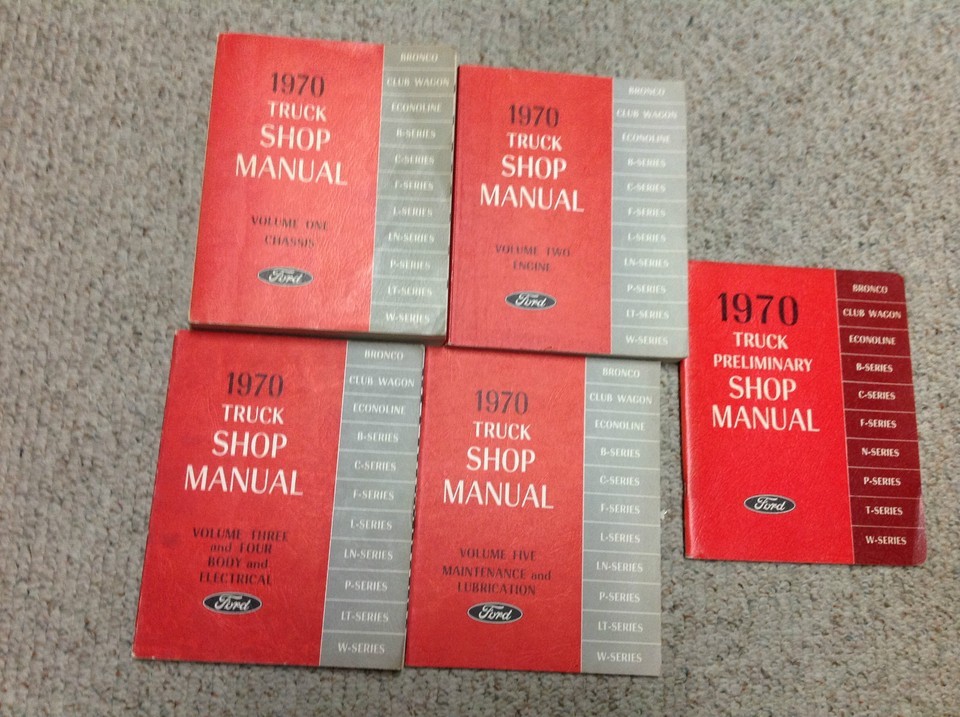 1970
TRUCK
SHOP
MANUAL
VOLUME ONE
CHASSIS
Ford
BRONCO
CLUB WAGON
ECONOLINE
B-SERIES
C-SERIES
F-SERIES
L-SERIES
LN-SERIES
P-SERIES
LT-SERIES
W-SERIES
1970
TRUCK
SHOP
MANUAL
VOLUME TWO
ENGINE
Ford
BRONCO
CLUB WAGON
ECONOLINE
B-SERIES
C-SERIES
F-SERIES
L-SERIES
LN-SERIES
P-SERIES
LT-SERIES
W-SERIES
1970
TRUCK
PRELIMINARY
SHOP
MANUAL
Ford
BRONCO
CLUB WAGON
ECONOLINE
B-SERIES
C-SERIES
F-SERIES
N-SERIES
P-SERIES
T-SERIES
W-SERIES
1970
TRUCK
SHOP
MANUAL
VOLUME THREE
and FOUR
BODY and
ELECTRICAL
Ford
BRONCO
CLUB WAGON
ECONOLINE
B-SERIES
C-SERIES
F-SERIES
L-SERIES
LN-SERIES
P-SERIES
LT-SERIES
W-SERIES
1970
TRUCK
SHOP
MANUAL
VOLUME FIVE
MAINTENANCE and
LUBRICATION
Ford
BRONCO
CLUB WAGON
ECONOLINE
B-SERIES
C-SERIES
F-SERIES
L-SERIES
LN-SERIES
P-SERIES
LT-SERIES
W-SERIES